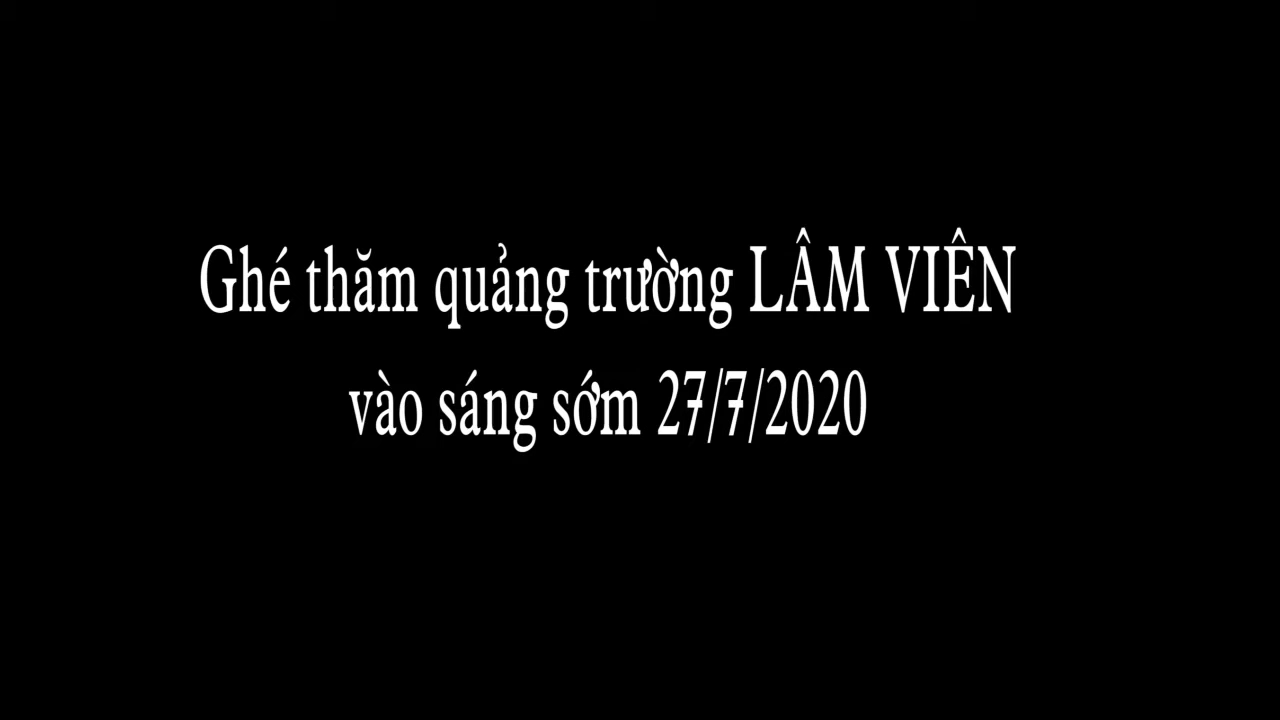 Ghé thăm quảng trường LÂM VIÊN
vào sáng sớm 27/7/2020